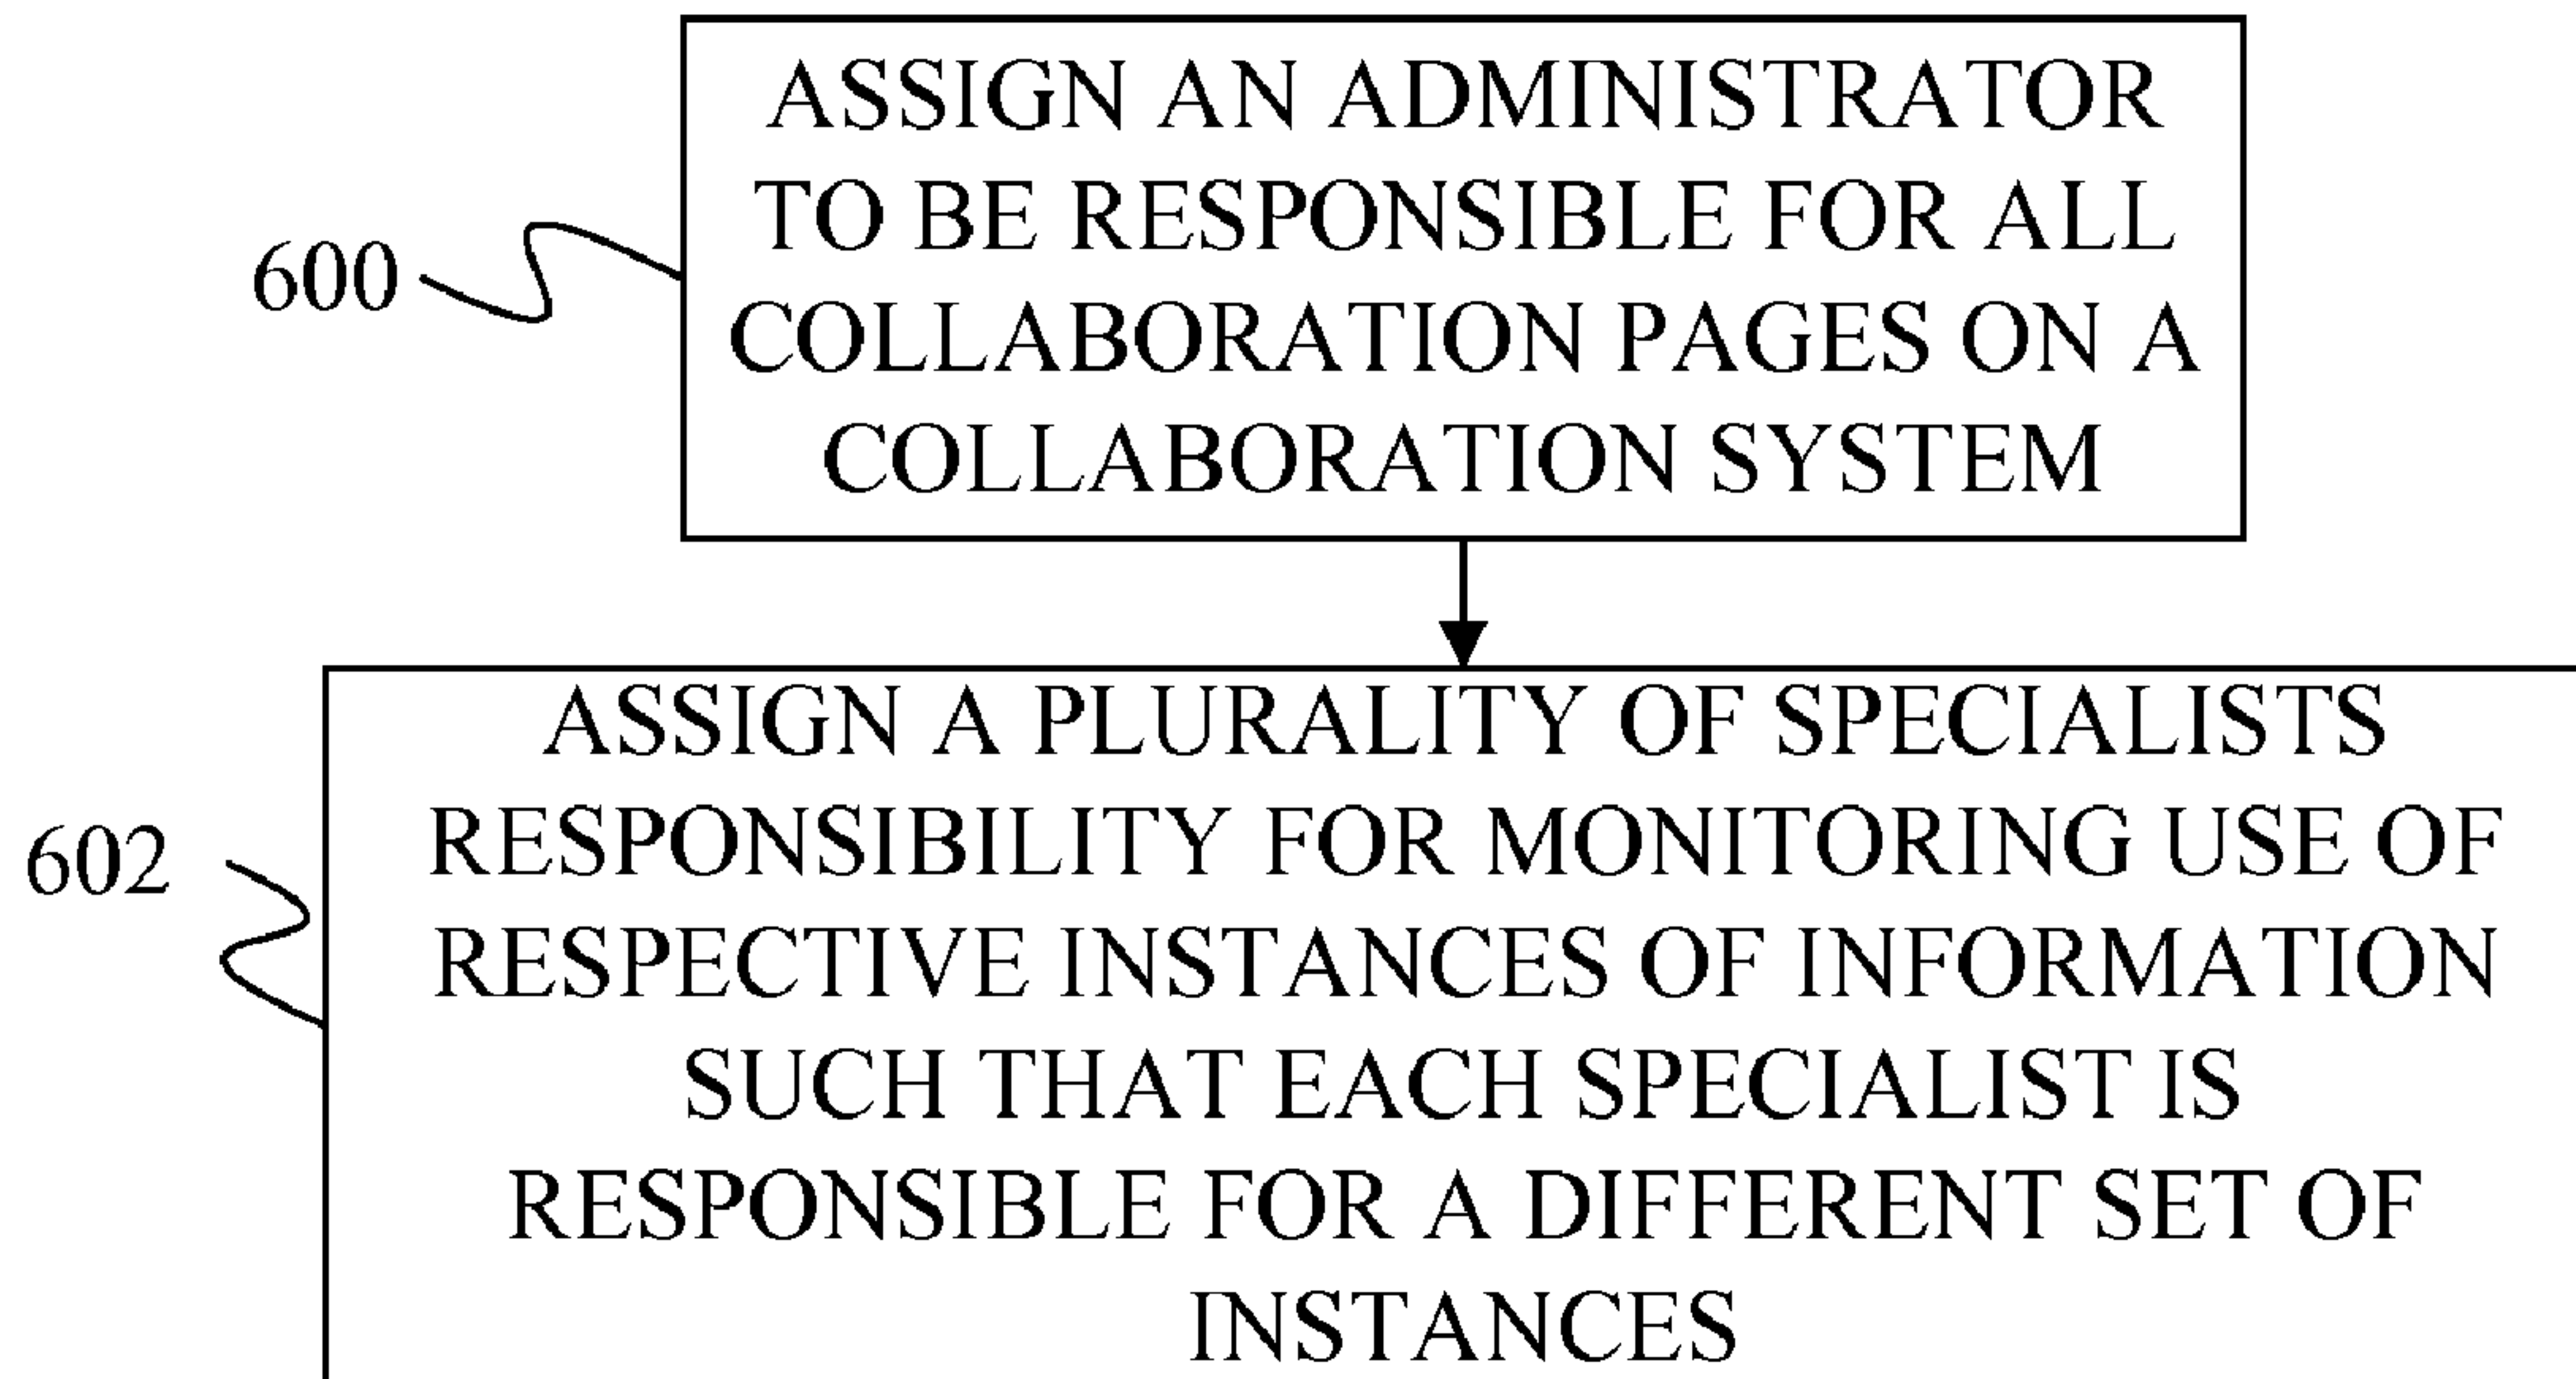 ASSIGN AN ADMINISTRATOR
TO BE RESPONSIBLE FOR ALL
600
COLLABORATION PAGES ON A
COLLABORATION SYSTEM
ASSIGN A PLURALITY OF SPECIALISTS
602
RESPONSIBILITY FOR MONITORING USE OF
RESPECTIVE INSTANCES OF INFORMATION
SUCH THAT EACH SPECIALIST IS
RESPONSIBLE FOR A DIFFERENT SET OF
INSTANCES